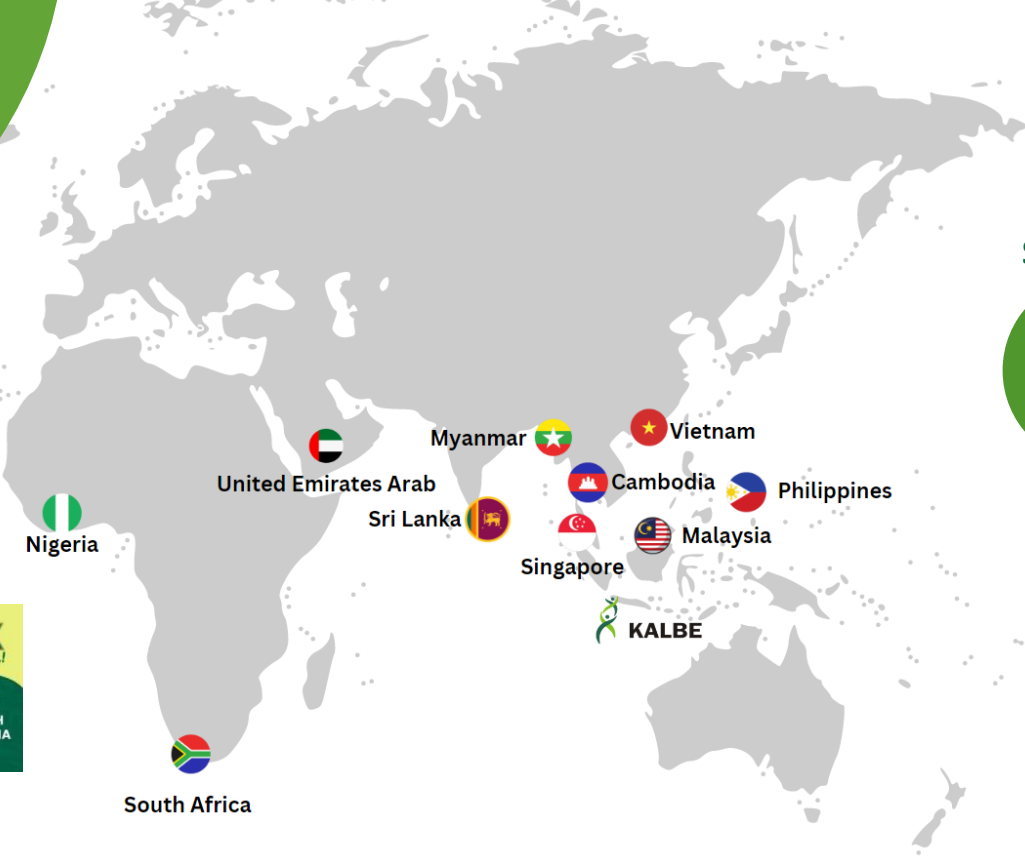 Myanmar
Vietnam
United Emirates Arab
Cambodia
Philippines
Sri Lanka
Malaysia
Nigeria
Singapore
KALBE
South Africa